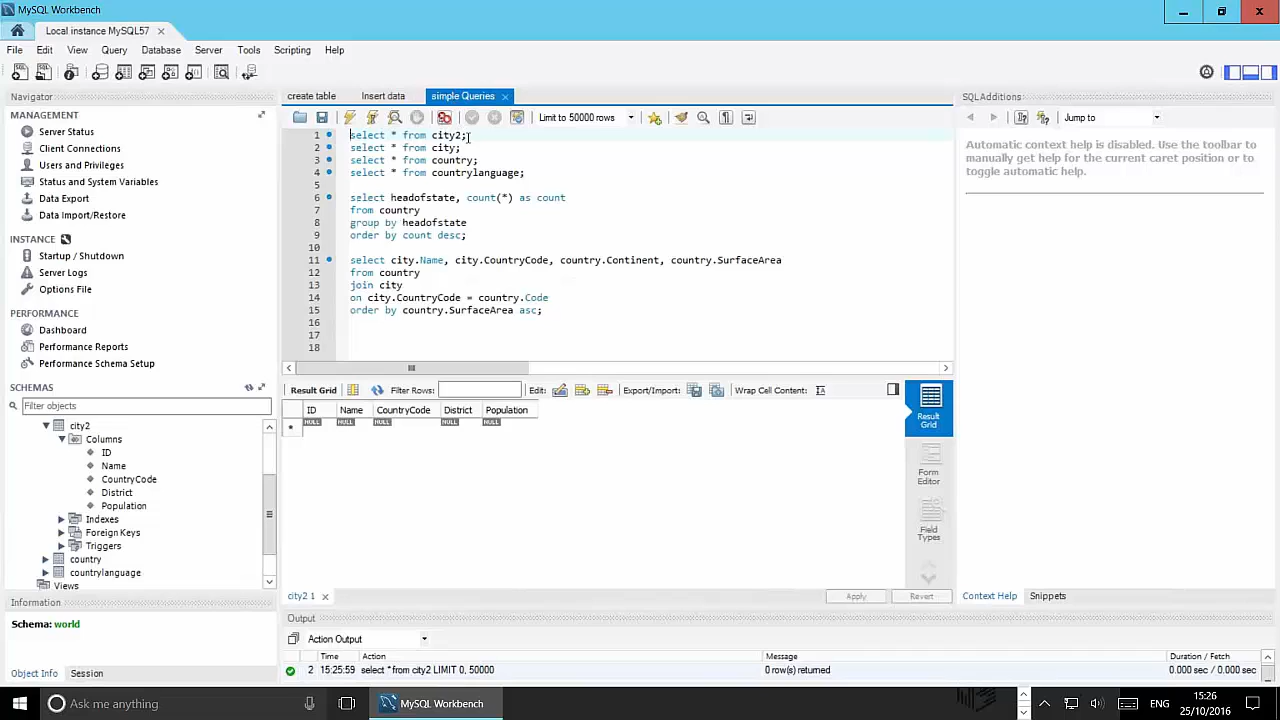 MySQL Workbench
Local instance MySQL57
File Edit View Query Database Server Tools Scripting Help
Navigator
MANAGEMENT
Server Status
Client Connections
Users and Privileges
Status and System Variables
Data Export
Data Import/Restore
INSTANCE
Startup / Shutdown
Server Logs
Options File
PERFORMANCE
Dashboard
Performance Reports
Performance Schema Setup
SCHEMAS
Filter objects
city2
Columns
ID
Name
CountryCode
District
Population
Indexes
Foreign Keys
Triggers
country
countrylanguage
Views
Information
Schema: world
Object Info Session
create table Insert data simple Queries
Limit to 50000 rows
1 select * from city2;
2 select * from city;
3 select * from country;
4 select * from countrylanguage;
5
6 select headofstate, count(*) as count
7 from country
8 group by headofstate
9 order by count desc;
10
11 select city.Name, city.CountryCode, country.Continent, country.SurfaceArea
12 from country
13 join city
14 on city.CountryCode = country.Code
15 order by country.SurfaceArea asc;
16
17
18
Result Grid Filter Rows: Edit: Export/Import: Wrap Cell Content:
ID Name CountryCode District Population
NULL NULL NULL NULL NULL
Result Grid
Form Editor
Field Types
city2 1 Apply Revert
Output
Action Output
Time Action Message Duration / Fetch
2 15:25:59 select * from city2 LIMIT 0, 50000 0 row(s) returned 0.000 sec / 0.000 sec
SQLAdditions
Jump to
Automatic context help is disabled. Use the toolbar to
manually get help for the current caret position or to
toggle automatic help.
Context Help Snippets
Ask me anything
MySQL Workbench
15:26
25/10/2016